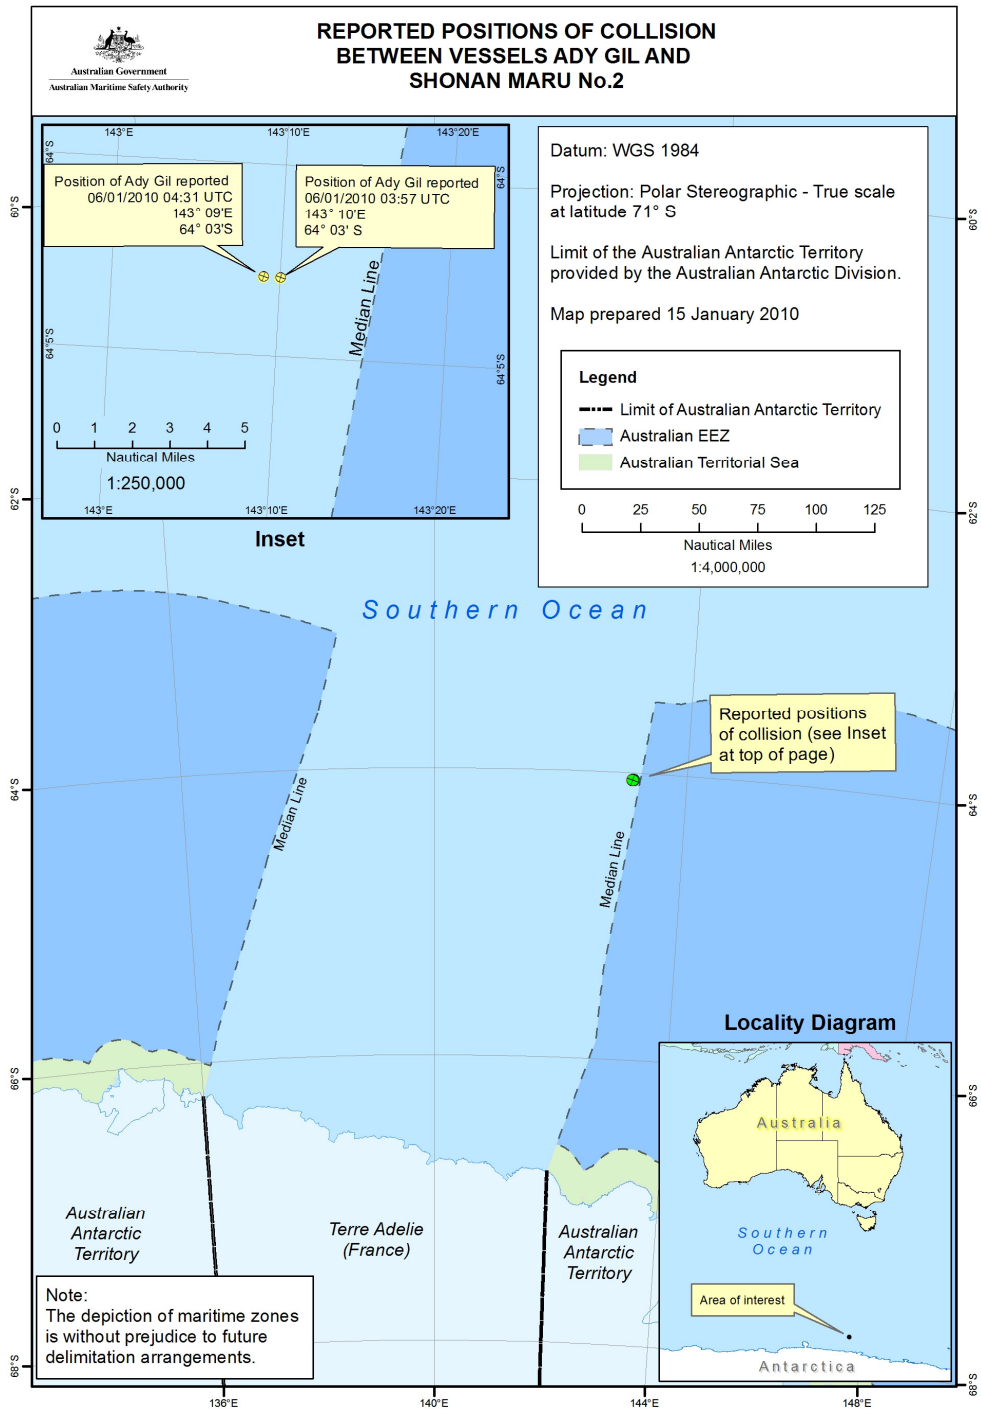 Australian Government
Australian Maritime Safety Authority
REPORTED POSITIONS OF COLLISION
BETWEEN VESSELS ADY GIL AND
SHONAN MARU No.2
143°E
143°10'E
143°20'E
64°S
64°S
Position of Ady Gil reported
06/01/2010 04:31 UTC
143° 09'E
64° 03'S
Position of Ady Gil reported
06/01/2010 03:57 UTC
143° 10'E
64° 03' S
Median Line
64°5'S
64°5'S
0 1 2 3 4 5
Nautical Miles
1:250,000
143°E
143°10'E
143°20'E
Inset
Datum: WGS 1984
Projection: Polar Stereographic - True scale
at latitude 71° S
Limit of the Australian Antarctic Territory
provided by the Australian Antarctic Division.
Map prepared 15 January 2010
Legend
Limit of Australian Antarctic Territory
Australian EEZ
Australian Territorial Sea
0 25 50 75 100 125
Nautical Miles
1:4,000,000
60°S
60°S
62°S
62°S
Southern Ocean
Reported positions
of collision (see Inset
at top of page)
64°S
64°S
Median Line
Median Line
66°S
66°S
Locality Diagram
Australia
Southern
Ocean
Area of interest
Antarctica
Australian
Antarctic
Territory
Terre Adelie
(France)
Australian
Antarctic
Territory
Note:
The depiction of maritime zones
is without prejudice to future
delimitation arrangements.
68°S
68°S
136°E
140°E
144°E
148°E